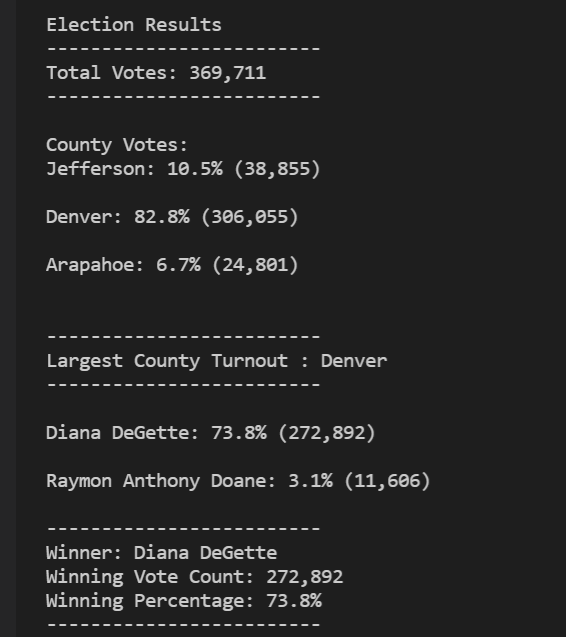 Election Results
-------------------------
Total Votes: 369,711
-------------------------
County Votes:
Jefferson: 10.5% (38,855)
Denver: 82.8% (306,055)
Arapahoe: 6.7% (24,801)
-------------------------
Largest County Turnout : Denver
-------------------------
Diana DeGette: 73.8% (272,892)
Raymon Anthony Doane: 3.1% (11,606)
-------------------------
Winner: Diana DeGette
Winning Vote Count: 272,892
Winning Percentage: 73.8%
-------------------------